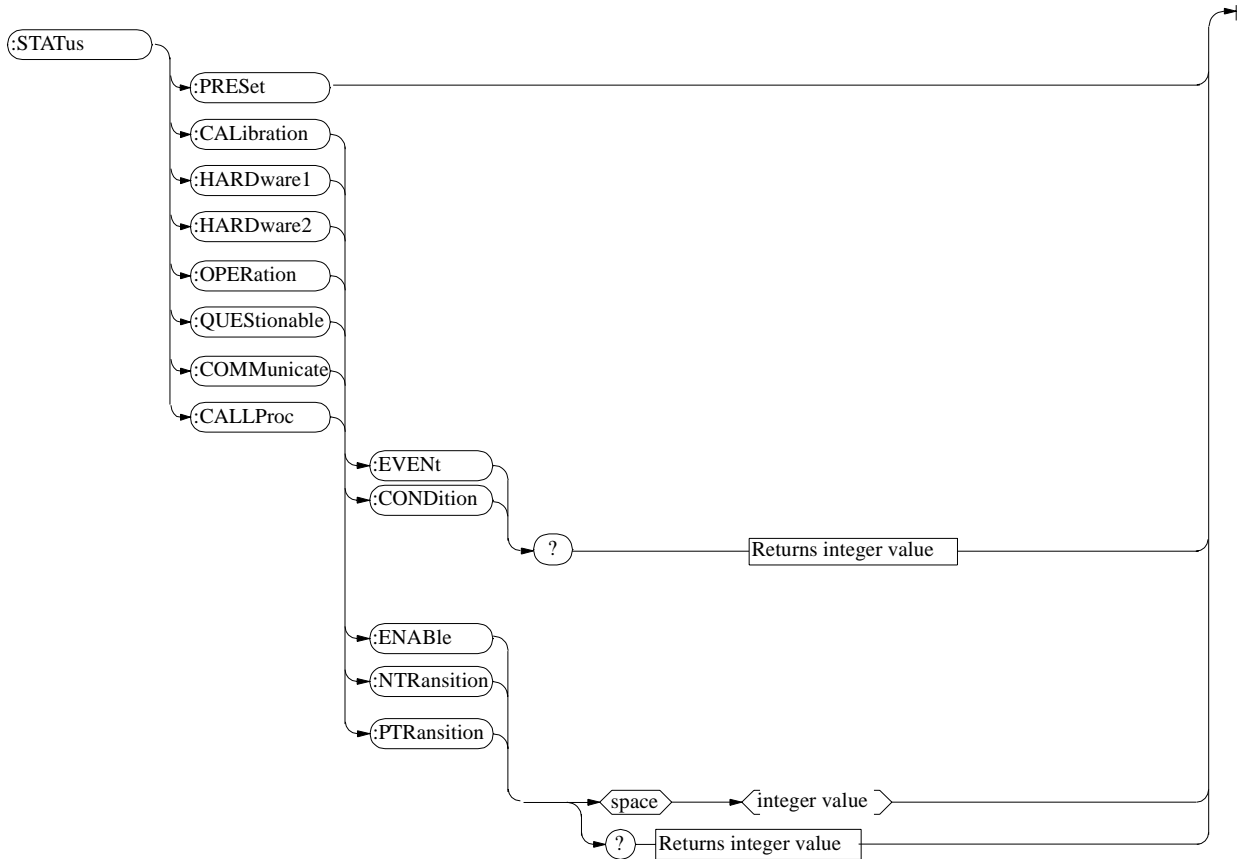 :STATus
:PRESet
:CALibration
:HARDware1
:HARDware2
:OPERation
:QUEStionable
:COMMunicate
:CALLProc
:EVENt
:CONDition
?
Returns integer value
:ENABle
:NTRansition
:PTRansition
space
integer value
?
Returns integer value